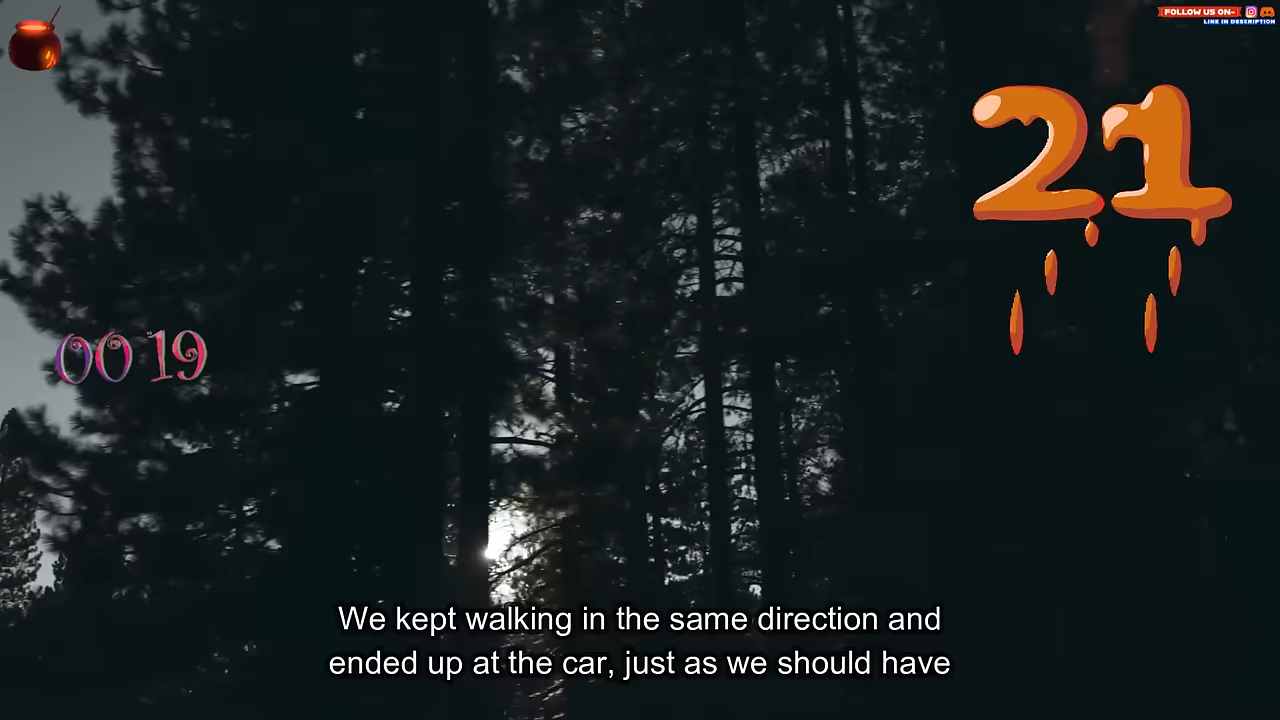 FOLLOW US ON-
LINK IN DESCRIPTION
21
00 19
We kept walking in the same direction and
ended up at the car, just as we should have